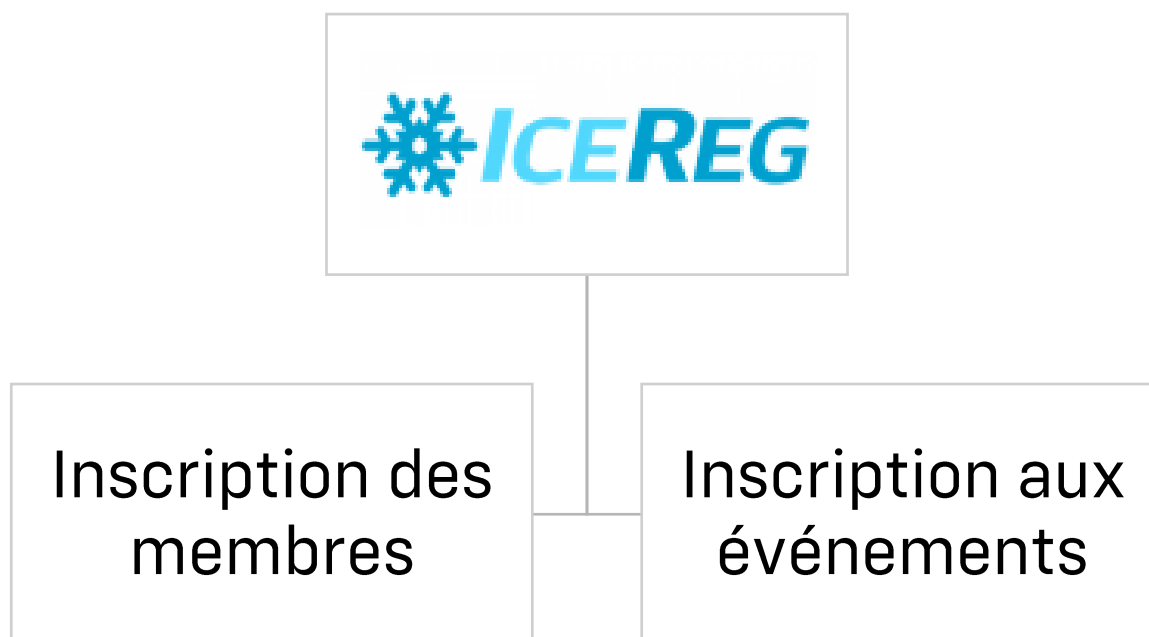 ICEREG
Inscription des
membres
Inscription aux
événements